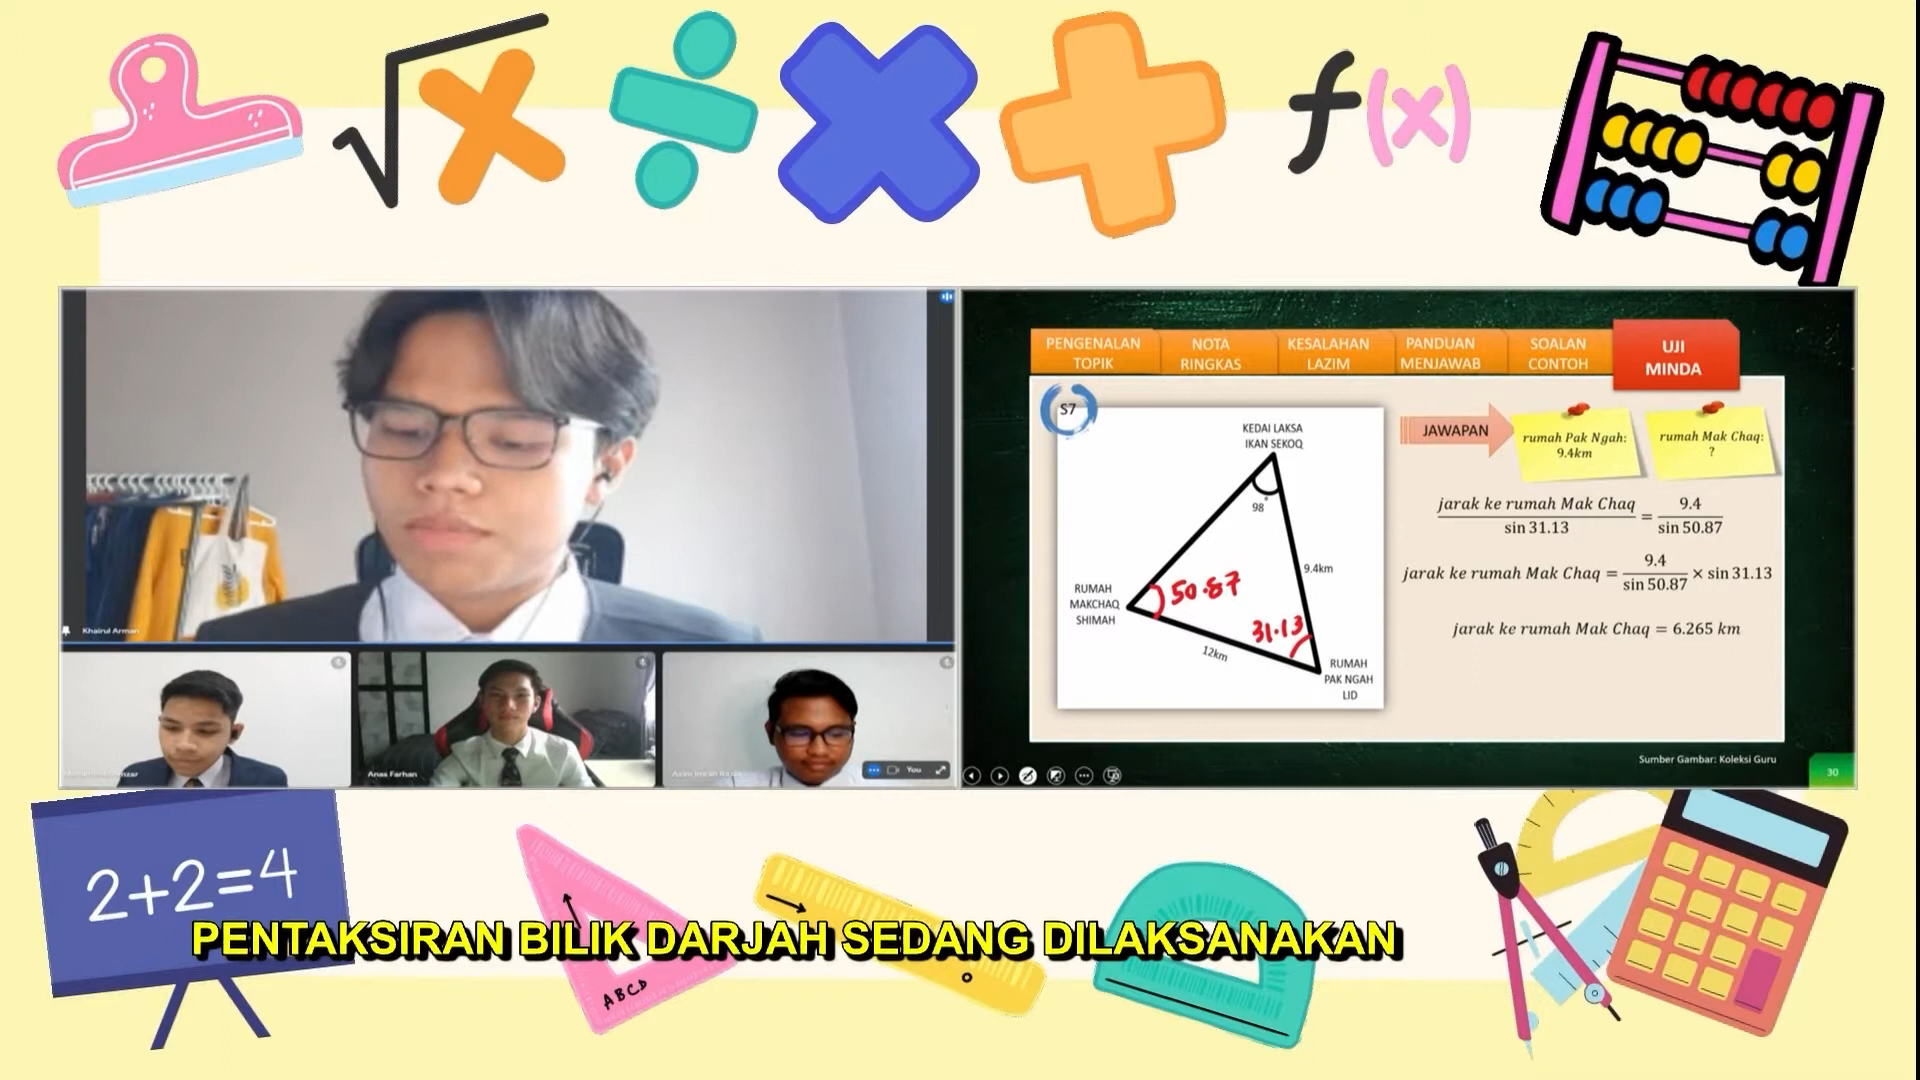 √x ÷ × + f(x)
Khairul Arman
Anas Farhan
You
PENGENALAN TOPIK
NOTA RINGKAS
KESALAHAN LAZIM
PANDUAN MENJAWAB
SOALAN CONTOH
UJI MINDA
S7
KEDAI LAKSA
IKAN SEKOQ
98°
9.4km
50.87
31.13
12km
RUMAH
MAKCHAQ
SHIMAH
RUMAH
PAK NGAH
LID
JAWAPAN
rumah Pak Ngah:
9.4km
rumah Mak Chaq:
?
jarak ke rumah Mak Chaq / sin 31.13 = 9.4 / sin 50.87
jarak ke rumah Mak Chaq = 9.4 / sin 50.87 × sin 31.13
jarak ke rumah Mak Chaq = 6.265 km
Sumber Gambar: Koleksi Guru
30
2+2=4
ABCD
PENTAKSIRAN BILIK DARJAH SEDANG DILAKSANAKAN